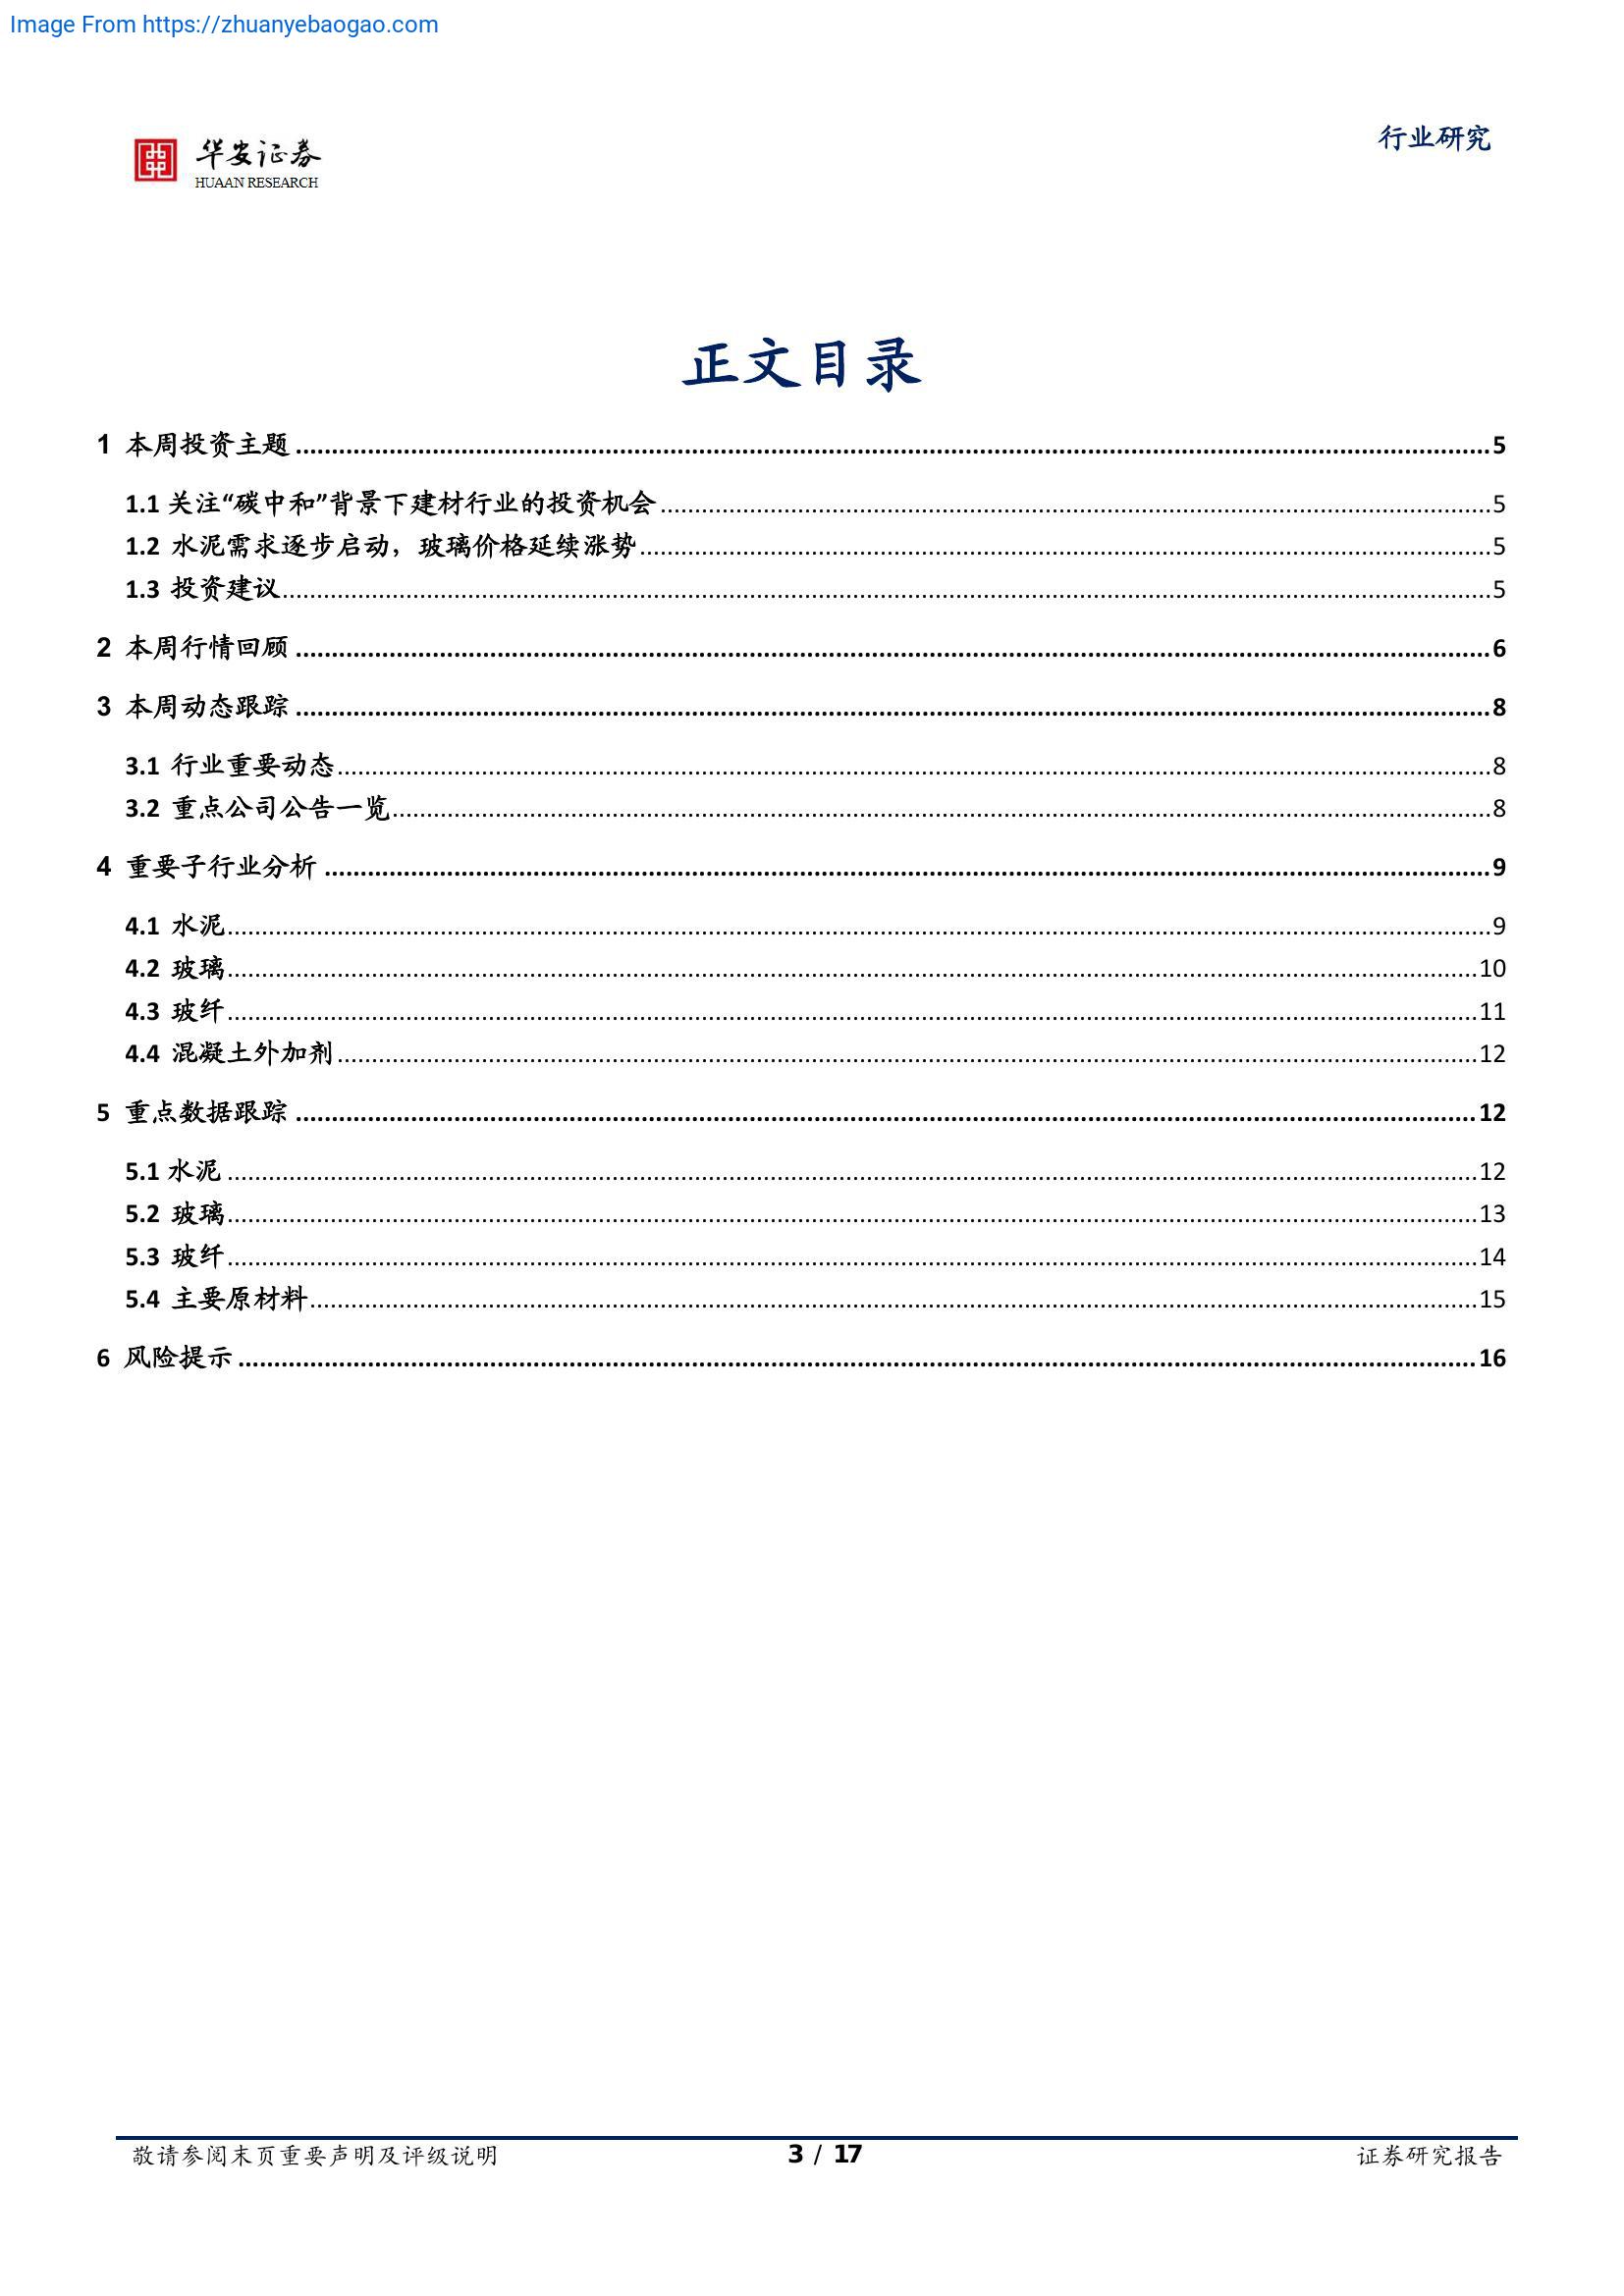 Image From https://zhuanyebaogao.com
华安证券
HUAAN RESEARCH
行业研究
正文目录
1 本周投资主题 5
1.1 关注“碳中和”背景下建材行业的投资机会 5
1.2 水泥需求逐步启动，玻璃价格延续涨势 5
1.3 投资建议 5
2 本周行情回顾 6
3 本周动态跟踪 8
3.1 行业重要动态 8
3.2 重点公司公告一览 8
4 重要子行业分析 9
4.1 水泥 9
4.2 玻璃 10
4.3 玻纤 11
4.4 混凝土外加剂 12
5 重点数据跟踪 12
5.1 水泥 12
5.2 玻璃 13
5.3 玻纤 14
5.4 主要原材料 15
6 风险提示 16
敬请参阅末页重要声明及评级说明 3 / 17 证券研究报告